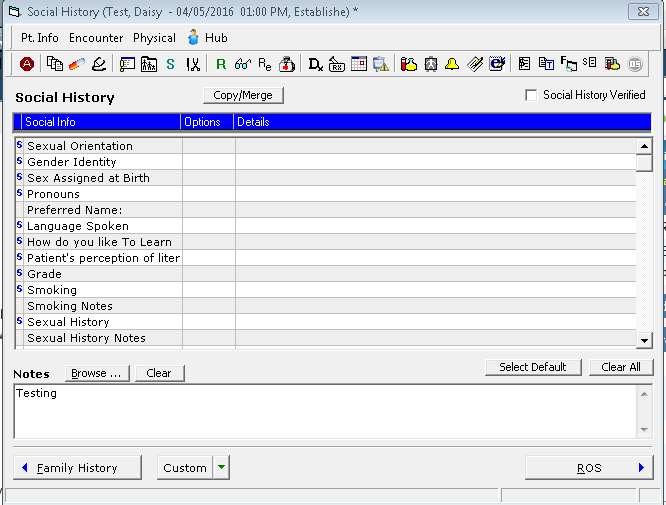 Social History (Test, Daisy - 04/05/2016 01:00 PM, Establishe) *
Pt. Info Encounter Physical Hub
A S R Re Dx
Social History Copy/Merge Social History Verified
Social Info Options Details
S Sexual Orientation
S Gender Identity
S Sex Assigned at Birth
S Pronouns
Preferred Name:
S Language Spoken
S How do you like To Learn
S Patient's perception of liter
S Grade
S Smoking
Smoking Notes
S Sexual History
Sexual History Notes
Select Default Clear All
Notes Browse ... Clear
Testing
Family History Custom ROS